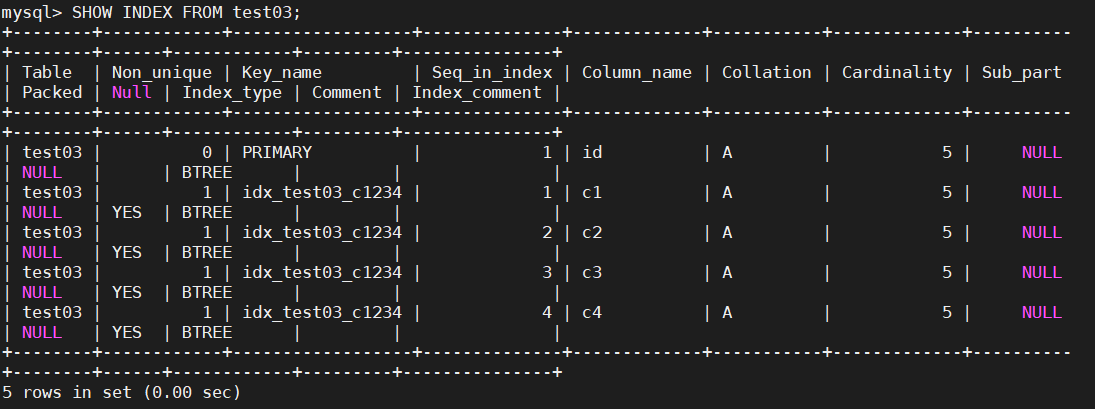 mysql> SHOW INDEX FROM test03;
+--------+------------+-------------------+--------------+-------------+-----------+-------------+----------
+--------+------+------------+---------+---------------+
| Table  | Non_unique | Key_name          | Seq_in_index | Column_name | Collation | Cardinality | Sub_part
| Packed | Null | Index_type | Comment | Index_comment |
+--------+------------+-------------------+--------------+-------------+-----------+-------------+----------
+--------+------+------------+---------+---------------+
| test03 |          0 | PRIMARY           |            1 | id          | A         |           5 |     NULL
| NULL   |      | BTREE      |         |               |
| test03 |          1 | idx_test03_c1234 |            1 | c1          | A         |           5 |     NULL
| NULL   | YES  | BTREE      |         |               |
| test03 |          1 | idx_test03_c1234 |            2 | c2          | A         |           5 |     NULL
| NULL   | YES  | BTREE      |         |               |
| test03 |          1 | idx_test03_c1234 |            3 | c3          | A         |           5 |     NULL
| NULL   | YES  | BTREE      |         |               |
| test03 |          1 | idx_test03_c1234 |            4 | c4          | A         |           5 |     NULL
| NULL   | YES  | BTREE      |         |               |
+--------+------------+-------------------+--------------+-------------+-----------+-------------+----------
+--------+------+------------+---------+---------------+
5 rows in set (0.00 sec)